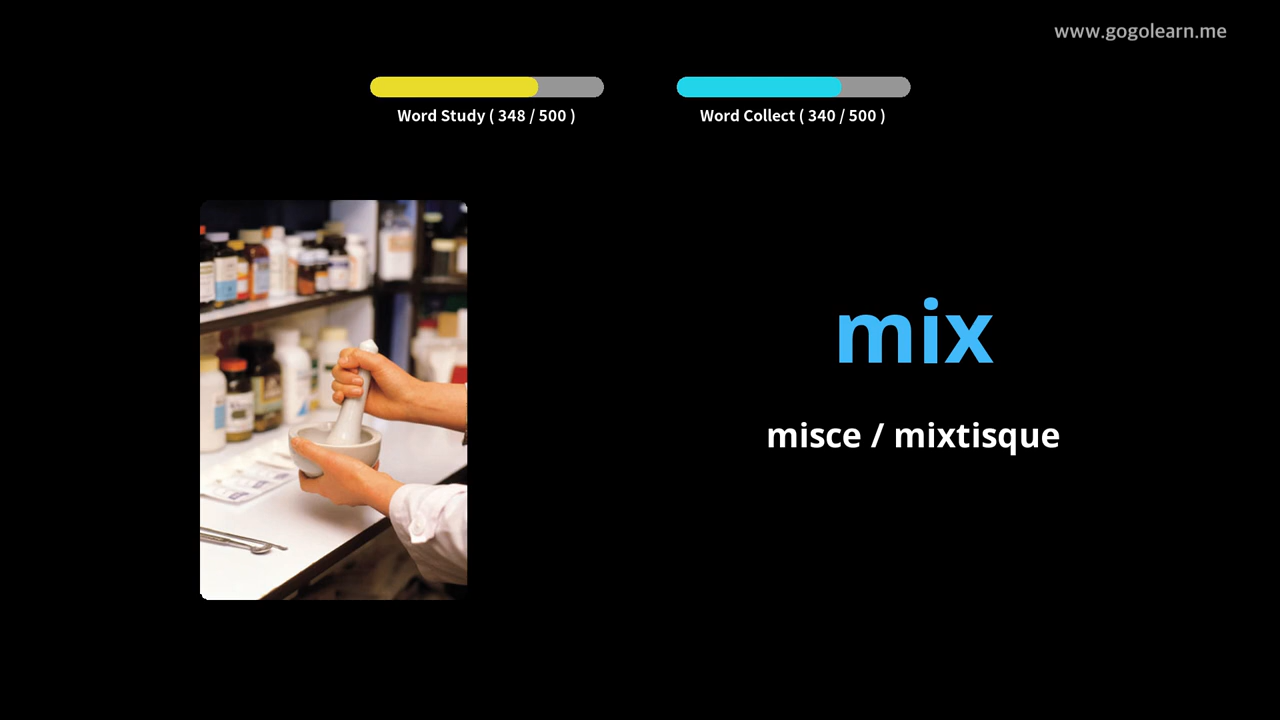 www.gogolearn.me
Word Study ( 348 / 500 )
Word Collect ( 340 / 500 )
mix
misce / mixtisque